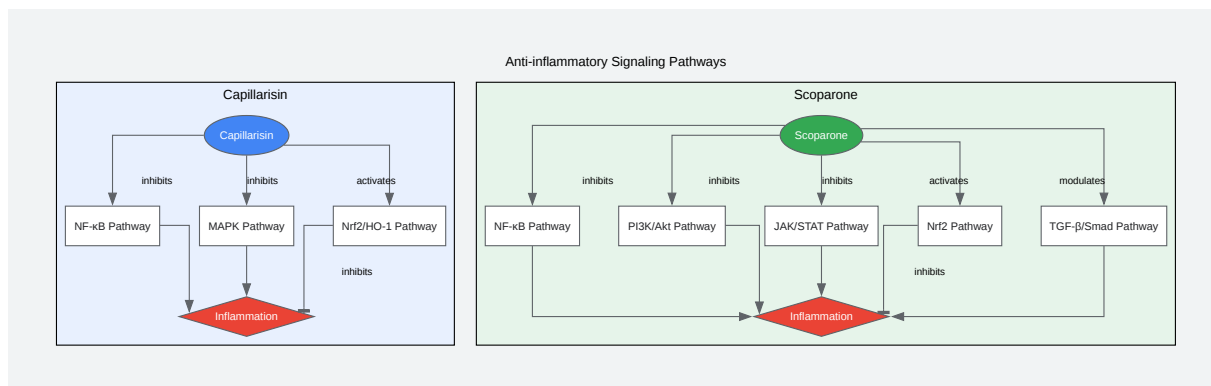 Anti-inflammatory Signaling Pathways
Capillarisin
Capillarisin
inhibits
inhibits
activates
NF-κB Pathway
MAPK Pathway
Nrf2/HO-1 Pathway
inhibits
Inflammation
Scoparone
Scoparone
inhibits
inhibits
inhibits
activates
modulates
NF-κB Pathway
PI3K/Akt Pathway
JAK/STAT Pathway
Nrf2 Pathway
TGF-β/Smad Pathway
inhibits
Inflammation